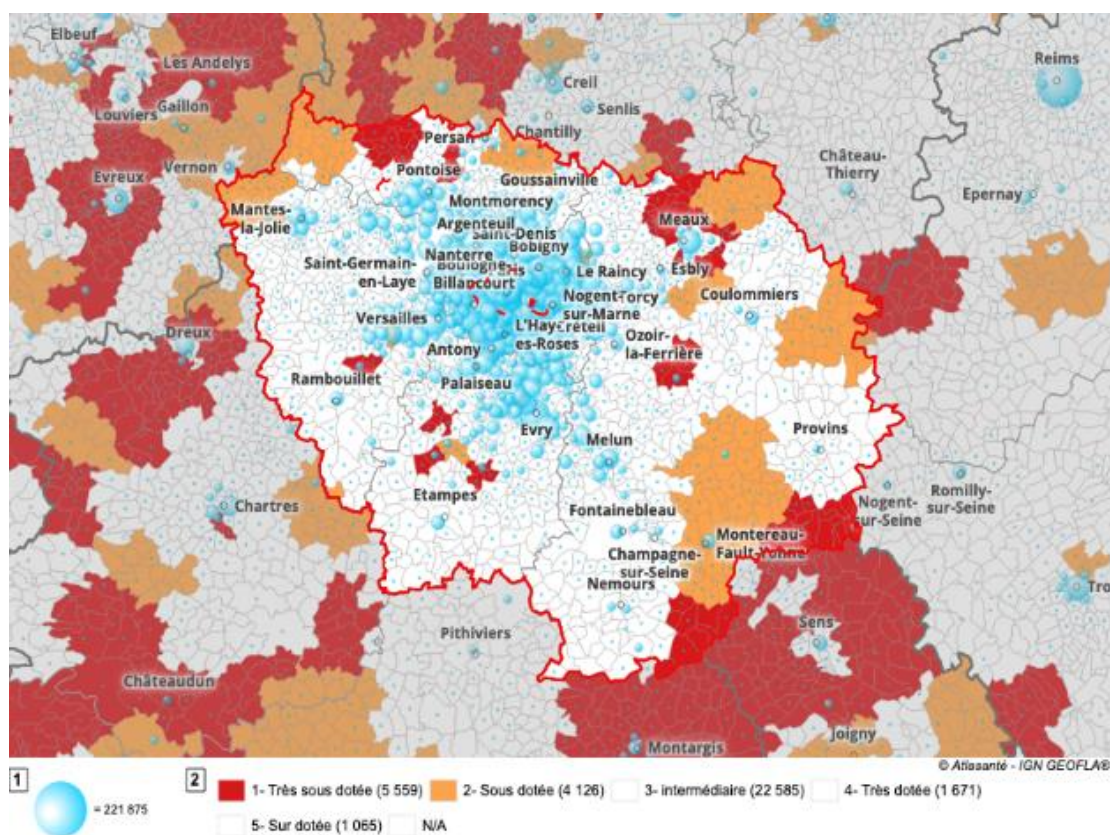 Elbeuf
Les Andelys
Reims
Louviers
Gaillon
Creil
Senlis
Chantilly
Persan
Vernon
Pontoise
Goussainville
Château-
Thierry
Evreux
Epernay
Montmorency
Mantes-
la-Jolie
Argenteuil
Saint-Denis
Meaux
Nanterre
Bobigny
Saint-Germain-
en-Laye
Boulogne-
Billancourt
Le Raincy
Esbly
Coulommiers
Versailles
Nogent-
sur-Marne
Torcy
Dreux
L'Hay-
es-Roses
Créteil
Ozoir-
la-Ferrière
Antony
Rambouillet
Palaiseau
Evry
Melun
Provins
Etampes
Chartres
Fontainebleau
Nogent-
sur-Seine
Romilly-
sur-Seine
Montereau-
Fault-Yonne
Champagne-
sur-Seine
Nemours
Pithiviers
Sens
Châteaudun
Montargis
Joigny
© Atlasanté - IGN GEOFLA®
1
= 221 875
2
1- Très sous dotée (5 559)
2- Sous dotée (4 126)
3- intermédiaire (22 585)
4- Très dotée (1 671)
5- Sur dotée (1 065)
N/A